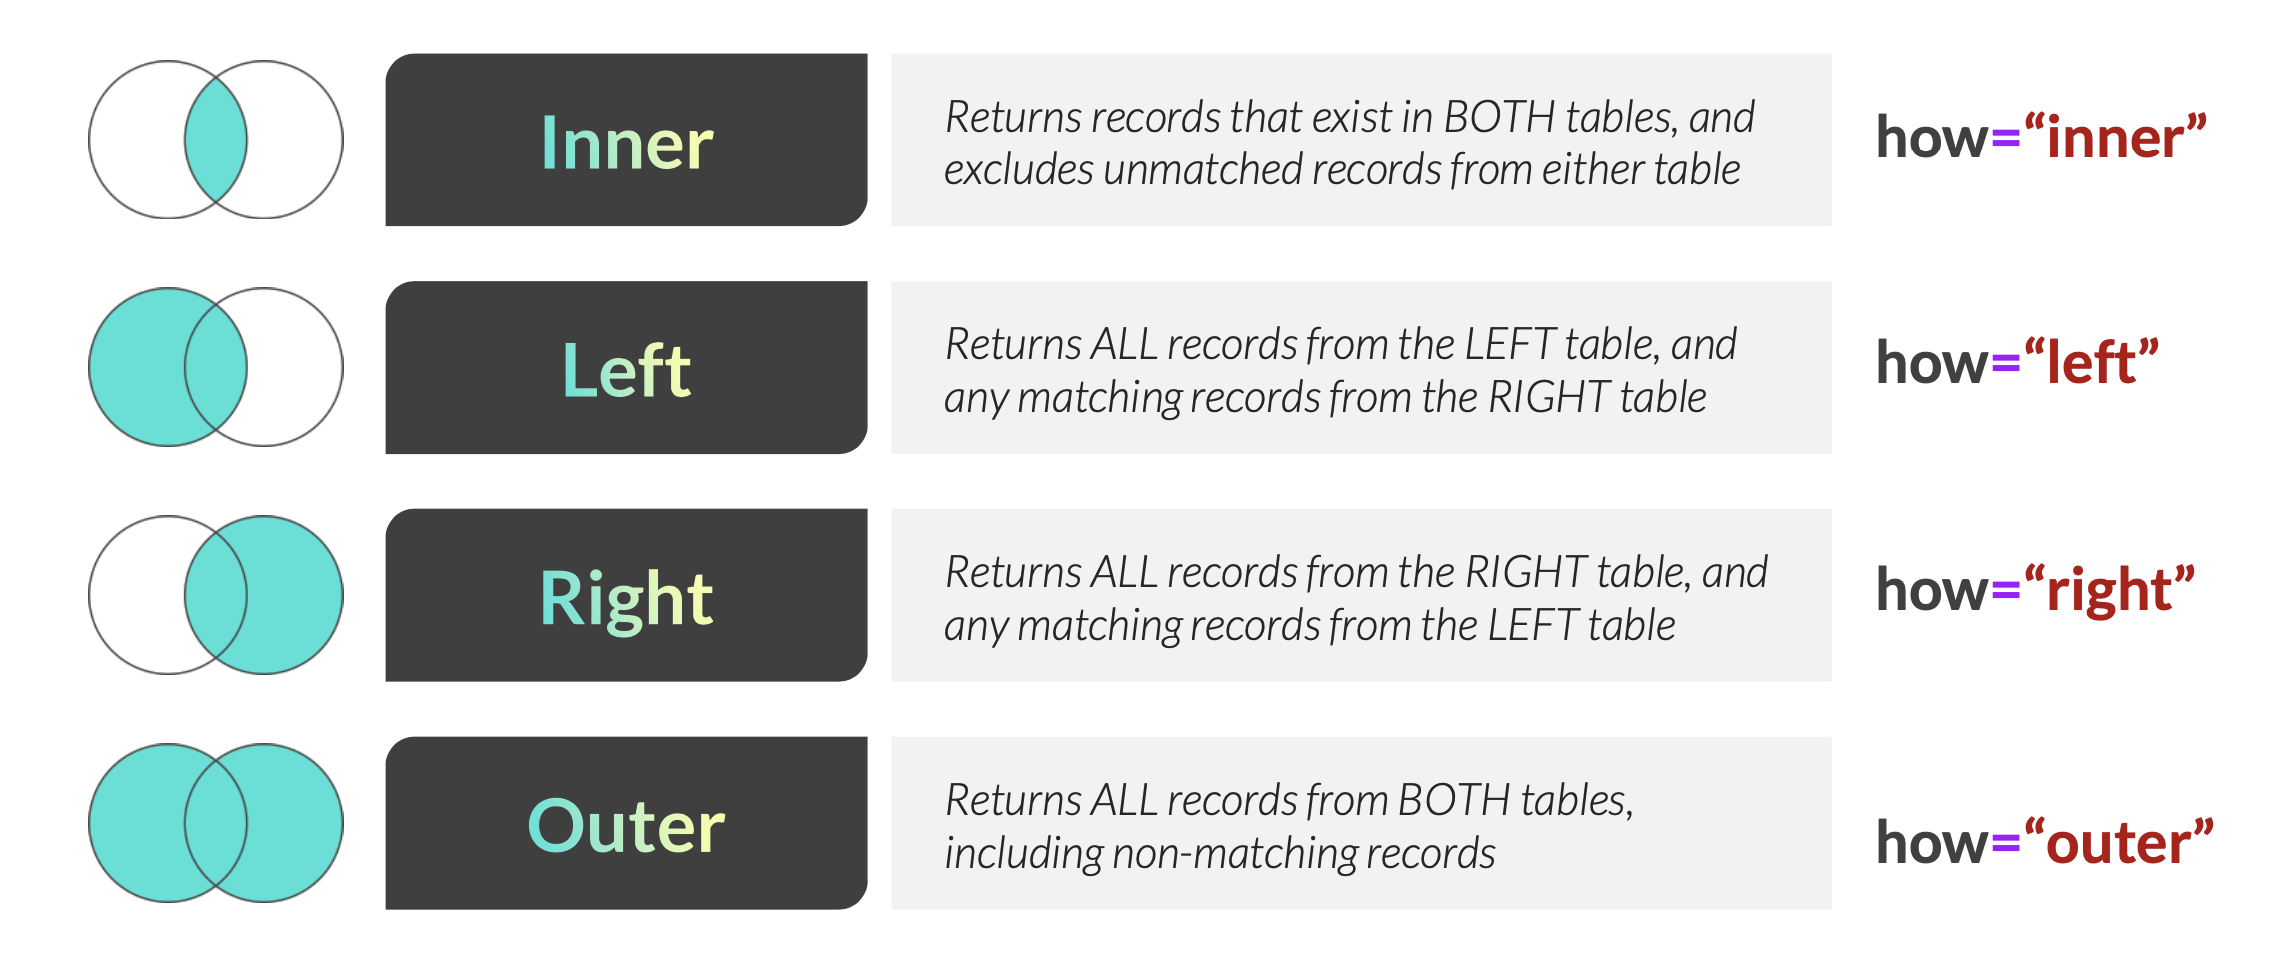 Inner
Returns records that exist in BOTH tables, and
excludes unmatched records from either table
how=“inner”
Left
Returns ALL records from the LEFT table, and
any matching records from the RIGHT table
how=“left”
Right
Returns ALL records from the RIGHT table, and
any matching records from the LEFT table
how=“right”
Outer
Returns ALL records from BOTH tables,
including non-matching records
how=“outer”